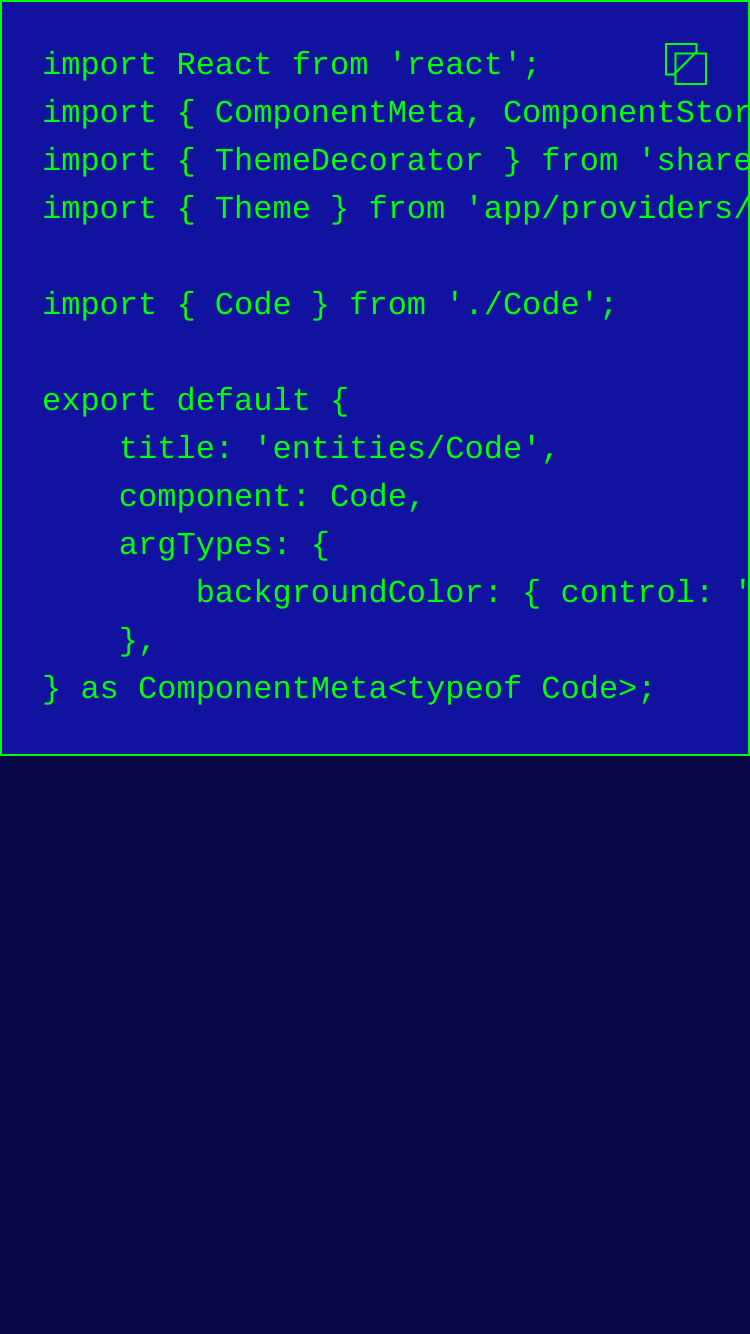 import React from 'react';
import { ComponentMeta, ComponentStor
import { ThemeDecorator } from 'share
import { Theme } from 'app/providers/
import { Code } from './Code';
export default {
    title: 'entities/Code',
    component: Code,
    argTypes: {
        backgroundColor: { control: '
    },
} as ComponentMeta<typeof Code>;